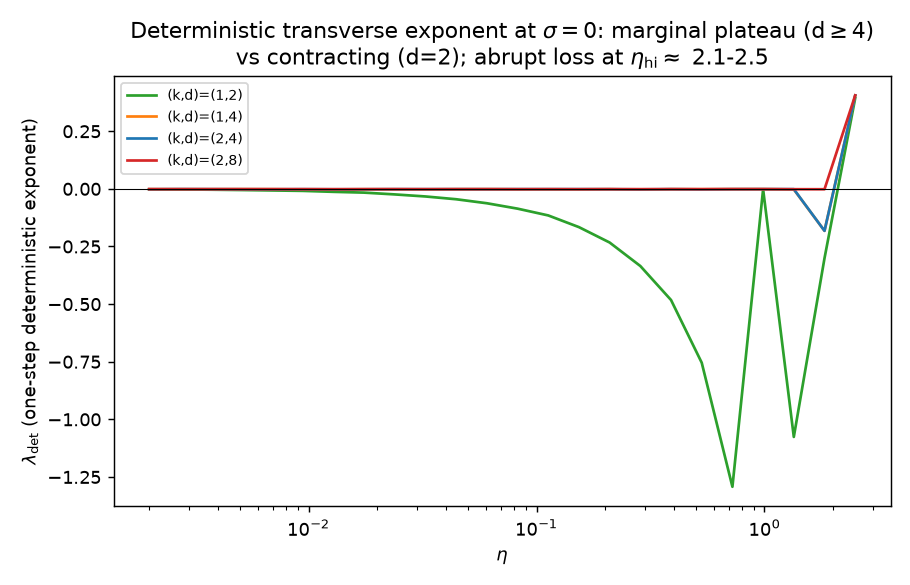 Deterministic transverse exponent at σ = 0: marginal plateau (d ≥ 4)
vs contracting (d=2); abrupt loss at η_hi ≈ 2.1-2.5
(k,d)=(1,2)
(k,d)=(1,4)
(k,d)=(2,4)
(k,d)=(2,8)
λ_det (one-step deterministic exponent)
0.25
0.00
−0.25
−0.50
−0.75
−1.00
−1.25
10⁻² 10⁻¹ 10⁰
η